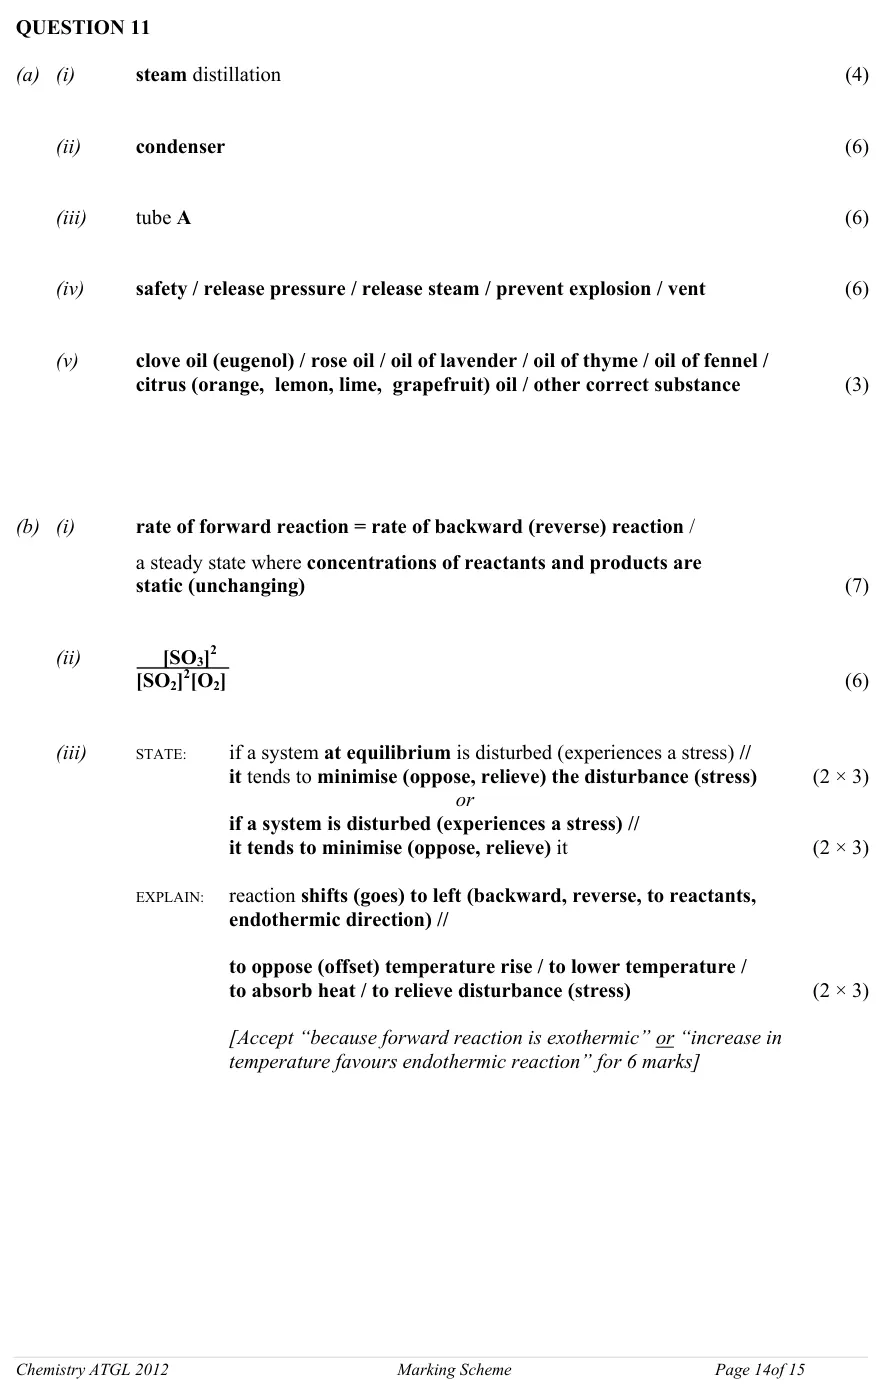 QUESTION 11
(a) (i) steam distillation (4)
(ii) condenser (6)
(iii) tube A (6)
(iv) safety / release pressure / release steam / prevent explosion / vent (6)
(v) clove oil (eugenol) / rose oil / oil of lavender / oil of thyme / oil of fennel /
citrus (orange, lemon, lime, grapefruit) oil / other correct substance (3)
(b) (i) rate of forward reaction = rate of backward (reverse) reaction /
a steady state where concentrations of reactants and products are
static (unchanging) (7)
(ii) [SO₃]²
[SO₂]²[O₂] (6)
(iii) STATE: if a system at equilibrium is disturbed (experiences a stress) //
it tends to minimise (oppose, relieve) the disturbance (stress) (2 × 3)
or
if a system is disturbed (experiences a stress) //
it tends to minimise (oppose, relieve) it (2 × 3)
EXPLAIN: reaction shifts (goes) to left (backward, reverse, to reactants,
endothermic direction) //
to oppose (offset) temperature rise / to lower temperature /
to absorb heat / to relieve disturbance (stress) (2 × 3)
[Accept “because forward reaction is exothermic” or “increase in
temperature favours endothermic reaction” for 6 marks]
Chemistry ATGL 2012 Marking Scheme Page 14of 15